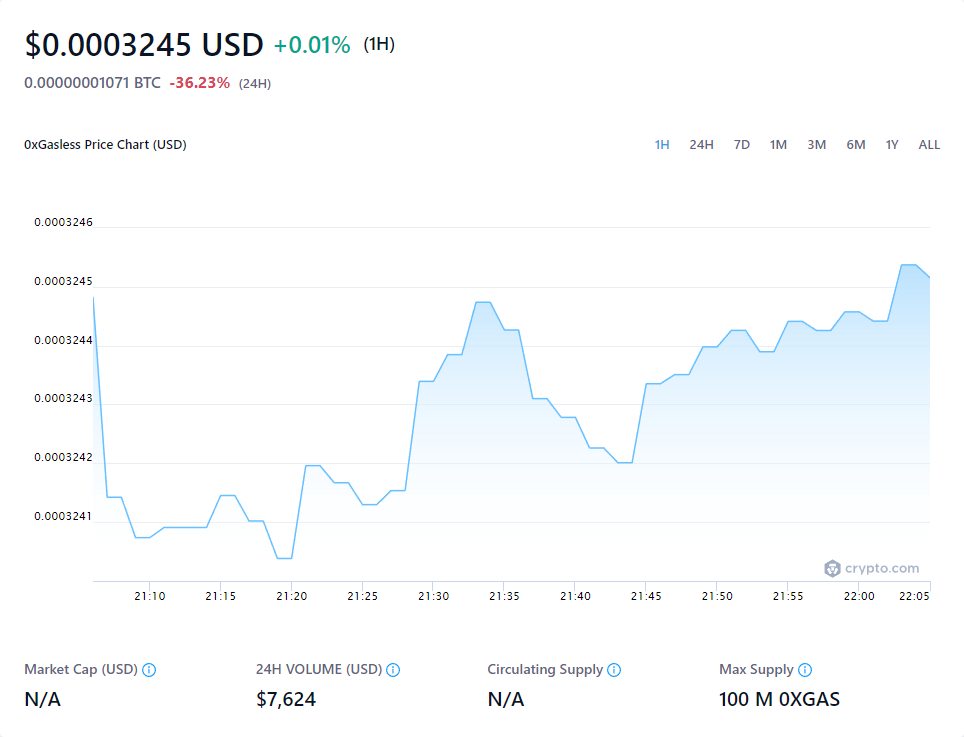 $0.0003245 USD +0.01% (1H)
0.00000001071 BTC -36.23% (24H)
0xGasless Price Chart (USD)
1H 24H 7D 1M 3M 6M 1Y ALL
0.0003246
0.0003245
0.0003244
0.0003243
0.0003242
0.0003241
crypto.com
21:10 21:15 21:20 21:25 21:30 21:35 21:40 21:45 21:50 21:55 22:00 22:05
Market Cap (USD) 24H VOLUME (USD) Circulating Supply Max Supply
N/A $7,624 N/A 100 M 0XGAS